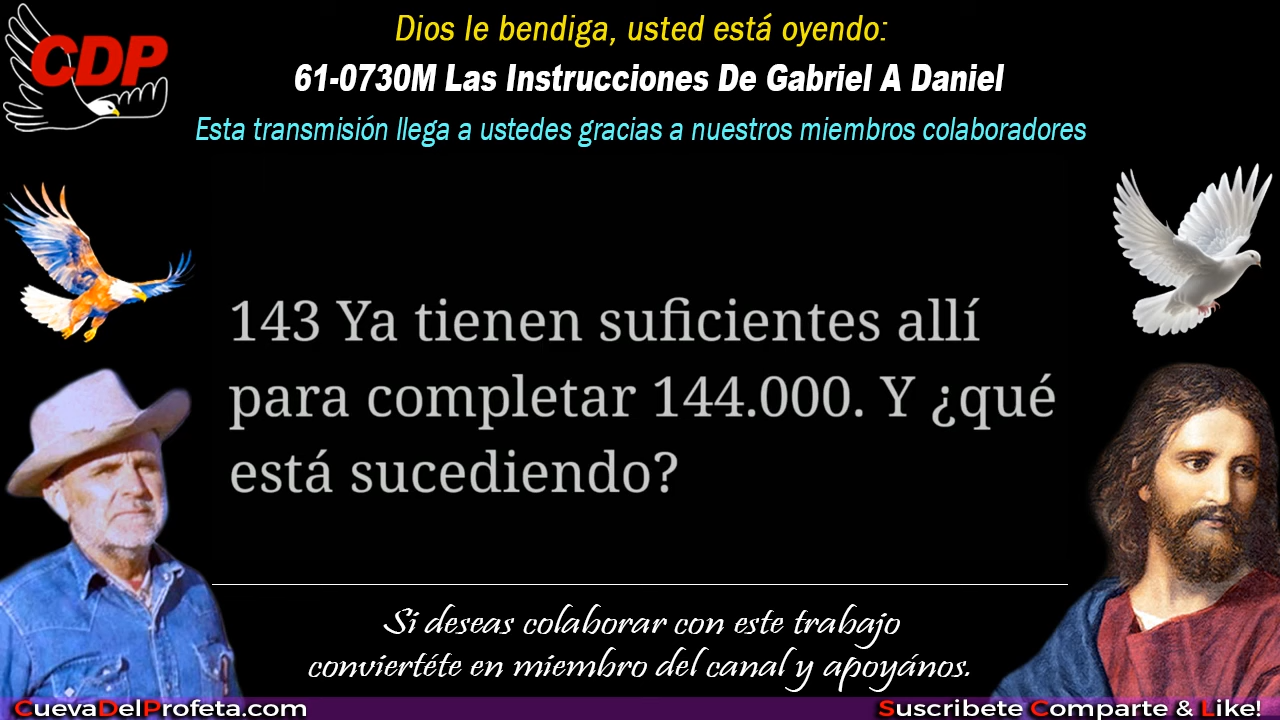 CDP
Dios le bendiga, usted está oyendo:
61-0730M Las Instrucciones De Gabriel A Daniel
Esta transmisión llega a ustedes gracias a nuestros miembros colaboradores
143 Ya tienen suficientes allí
para completar 144.000. Y ¿qué
está sucediendo?
Si deseas colaborar con este trabajo
conviertéte en miembro del canal y apoyános.
CuevaDelProfeta.com
Suscribete Comparte & Like!